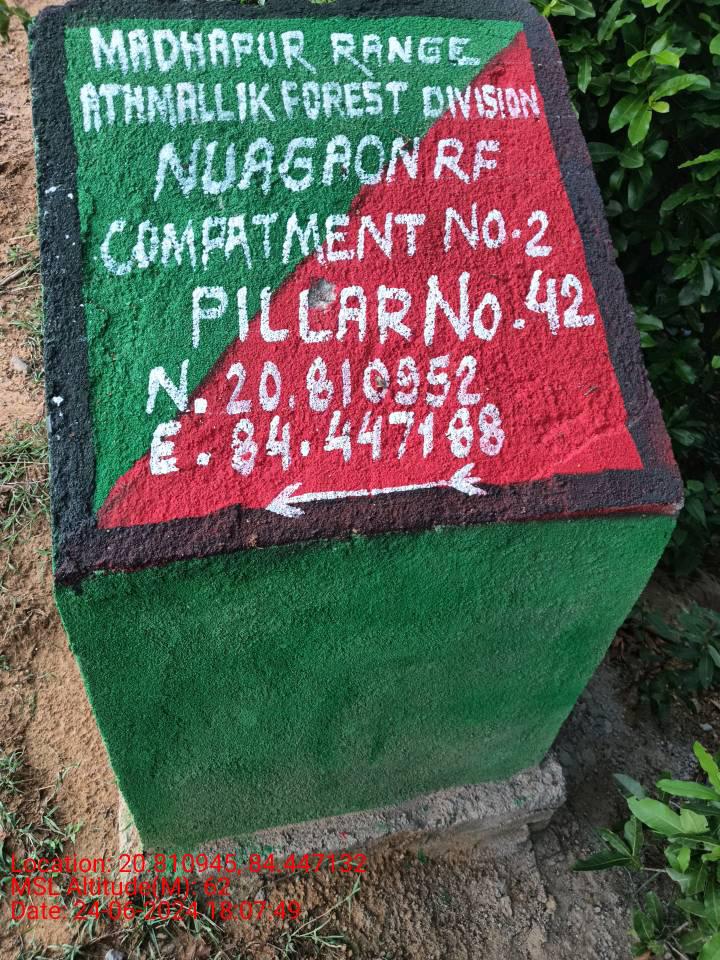 MADHAPUR RANGE
ATHMALLIK FOREST DIVISION
NUAGAON RF
COMPATMENT NO.2
PILLAR No. 42
N. 20.810952
E. 84.447188
Location: 20.810945, 84.447132
MSL Altitude(M): 62
Date: 24-06-2024 18:07:49